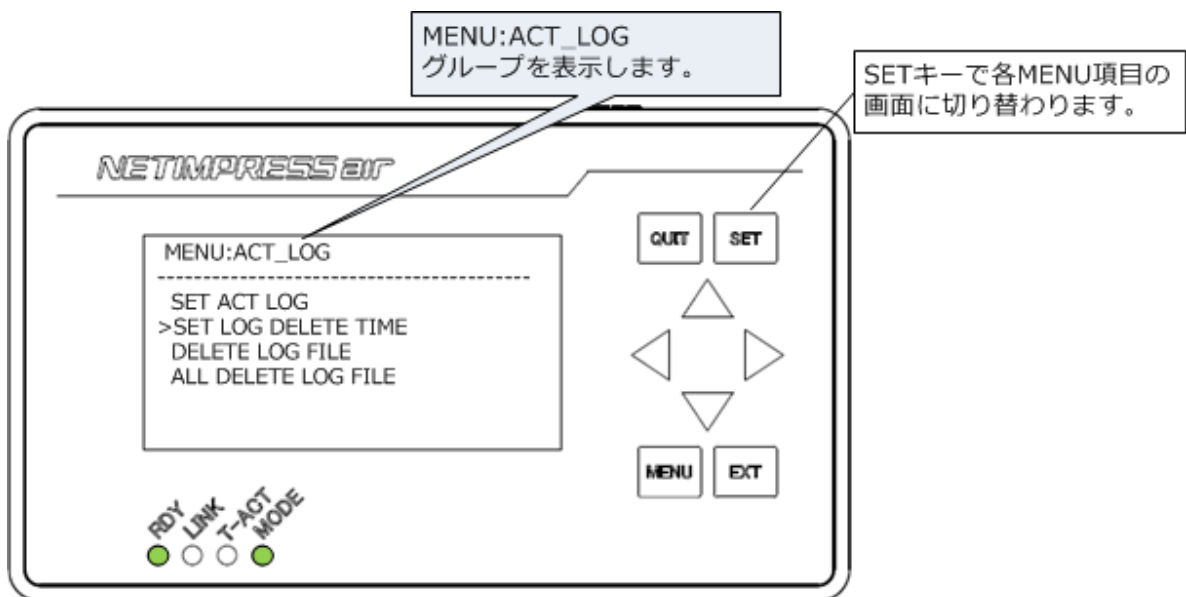 MENU:ACT_LOG
グループを表示します。
SETキーで各MENU項目の
画面に切り替わります。
NETIMPRESS air
QUIT
SET
MENU:ACT_LOG
----------------------------------------
SET ACT LOG
>SET LOG DELETE TIME
DELETE LOG FILE
ALL DELETE LOG FILE
MENU
EXT
RDY
LINK
T-ACT
MODE